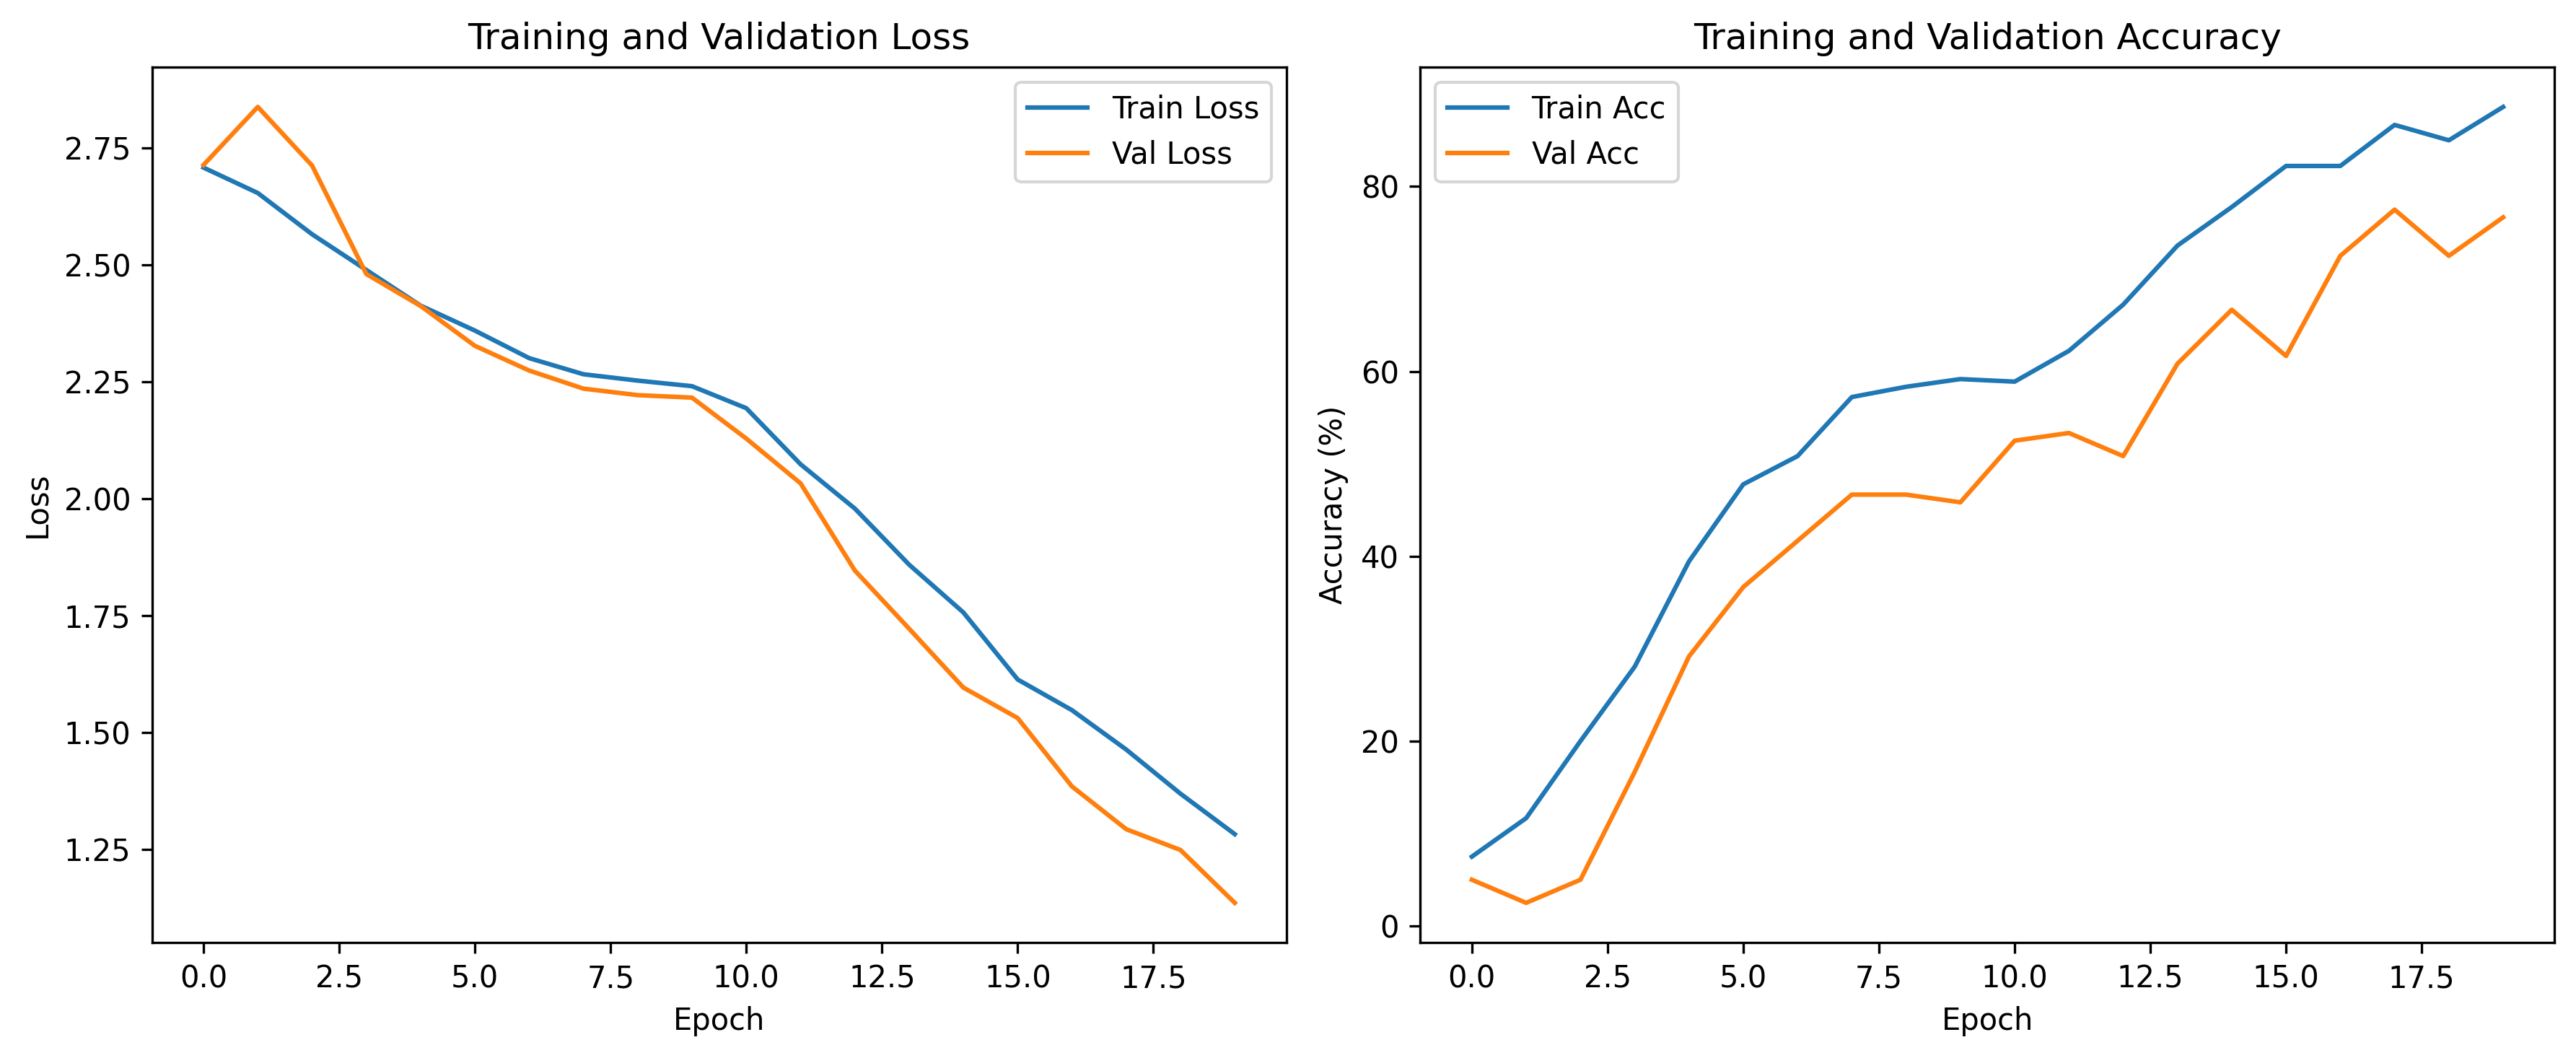 Training and Validation Loss
Train Loss
Val Loss
2.75
2.50
2.25
2.00
1.75
1.50
1.25
Loss
0.0 2.5 5.0 7.5 10.0 12.5 15.0 17.5
Epoch
Training and Validation Accuracy
Train Acc
Val Acc
80
60
40
20
0
Accuracy (%)
0.0 2.5 5.0 7.5 10.0 12.5 15.0 17.5
Epoch